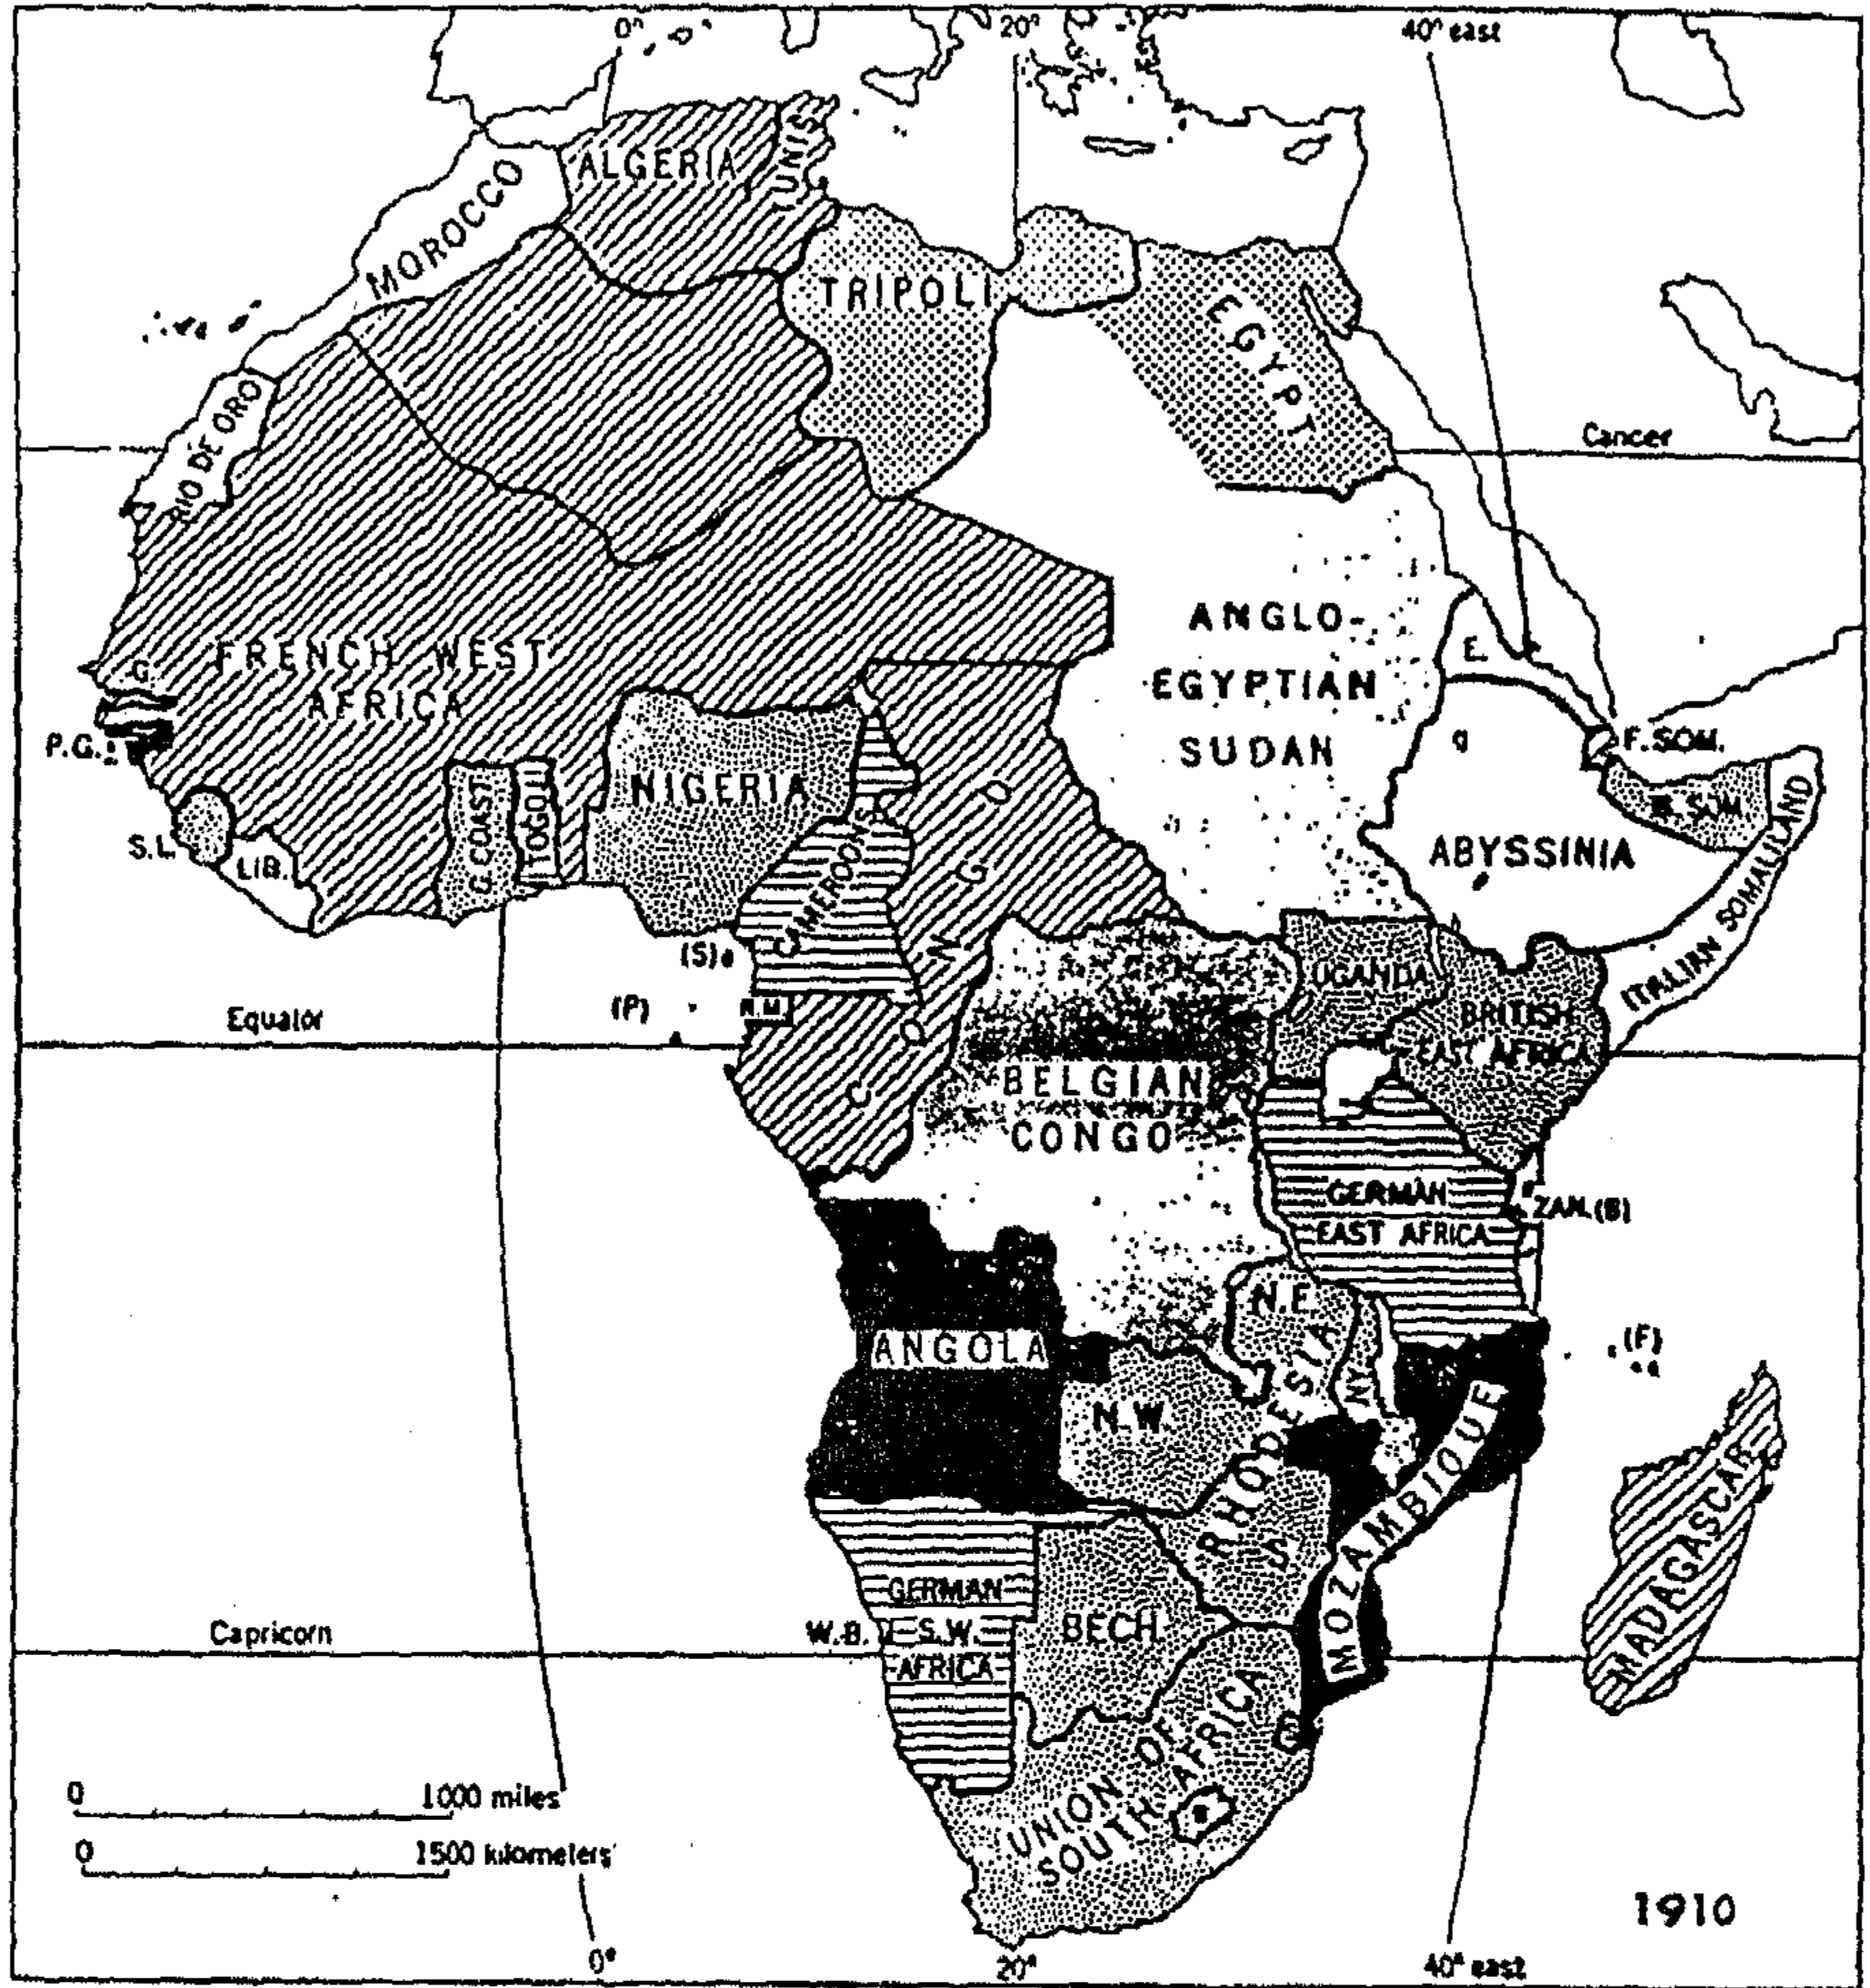 0°
20°
40° east
ALGERIA
TUNIS
MOROCCO
TRIPOLI
EGYPT
RIO DE ORO
Cancer
ANGLO-
EGYPTIAN
SUDAN
E.
FRENCH WEST
AFRICA
G.
P.G.
F. SOM.
NIGERIA
G. COAST
TOGO
S.L.
LIB.
CAMEROONS
ABYSSINIA
ITALIAN SOMALILAND
(S)
CONGO
UGANDA
BRITISH
EAST AFRICA
(P)
R.M.
Equator
BELGIAN
CONGO
GERMAN
EAST AFRICA
ZAN. (B)
N.E.
ANGOLA
(F)
NY.
N.W.
RHODESIA
S.
MOZAMBIQUE
MADAGASCAR
GERMAN
S.W.
AFRICA
W.B.
BECH.
Capricorn
UNION OF
SOUTH AFRICA
0 1000 miles
0 1500 kilometers
1910
0°
20°
40° east